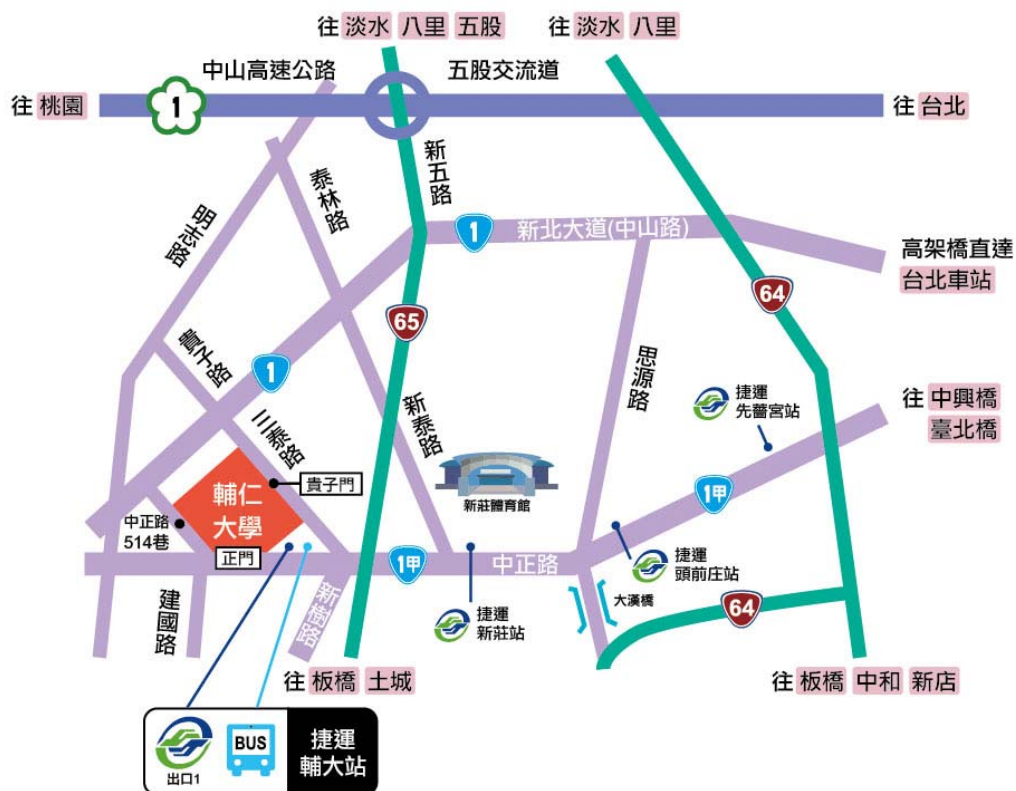 往 淡水 八里 五股
往 淡水 八里
中山高速公路
五股交流道
往 桃園
1
往 台北
新五路
泰林路
明志路
1
新北大道(中山路)
高架橋直達
台北車站
64
65
貴子路
1
思源路
捷運
先嗇宮站
往 中興橋
臺北橋
新泰路
三泰路
貴子門
新莊體育館
輔仁
大學
1甲
中正路
514巷
正門
1甲
中正路
捷運
頭前庄站
大漢橋
建國路
新樹路
捷運
新莊站
64
往 板橋 土城
往 板橋 中和 新店
BUS
出口1
捷運
輔大站